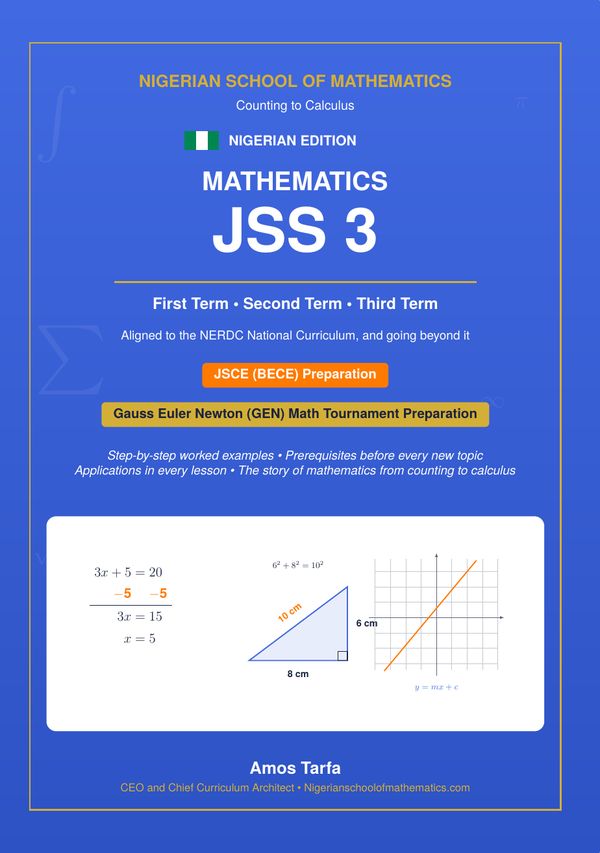 NIGERIAN SCHOOL OF MATHEMATICS
Counting to Calculus
NIGERIAN EDITION
MATHEMATICS
JSS 3
First Term • Second Term • Third Term
Aligned to the NERDC National Curriculum, and going beyond it
JSCE (BECE) Preparation
Gauss Euler Newton (GEN) Math Tournament Preparation
Step-by-step worked examples • Prerequisites before every new topic
Applications in every lesson • The story of mathematics from counting to calculus
3x + 5 = 20
−5 −5
3x = 15
x = 5
6² + 8² = 10²
10 cm
6 cm
8 cm
y = mx + c
Amos Tarfa
CEO and Chief Curriculum Architect • Nigerianschoolofmathematics.com
∫
π
Σ
∞